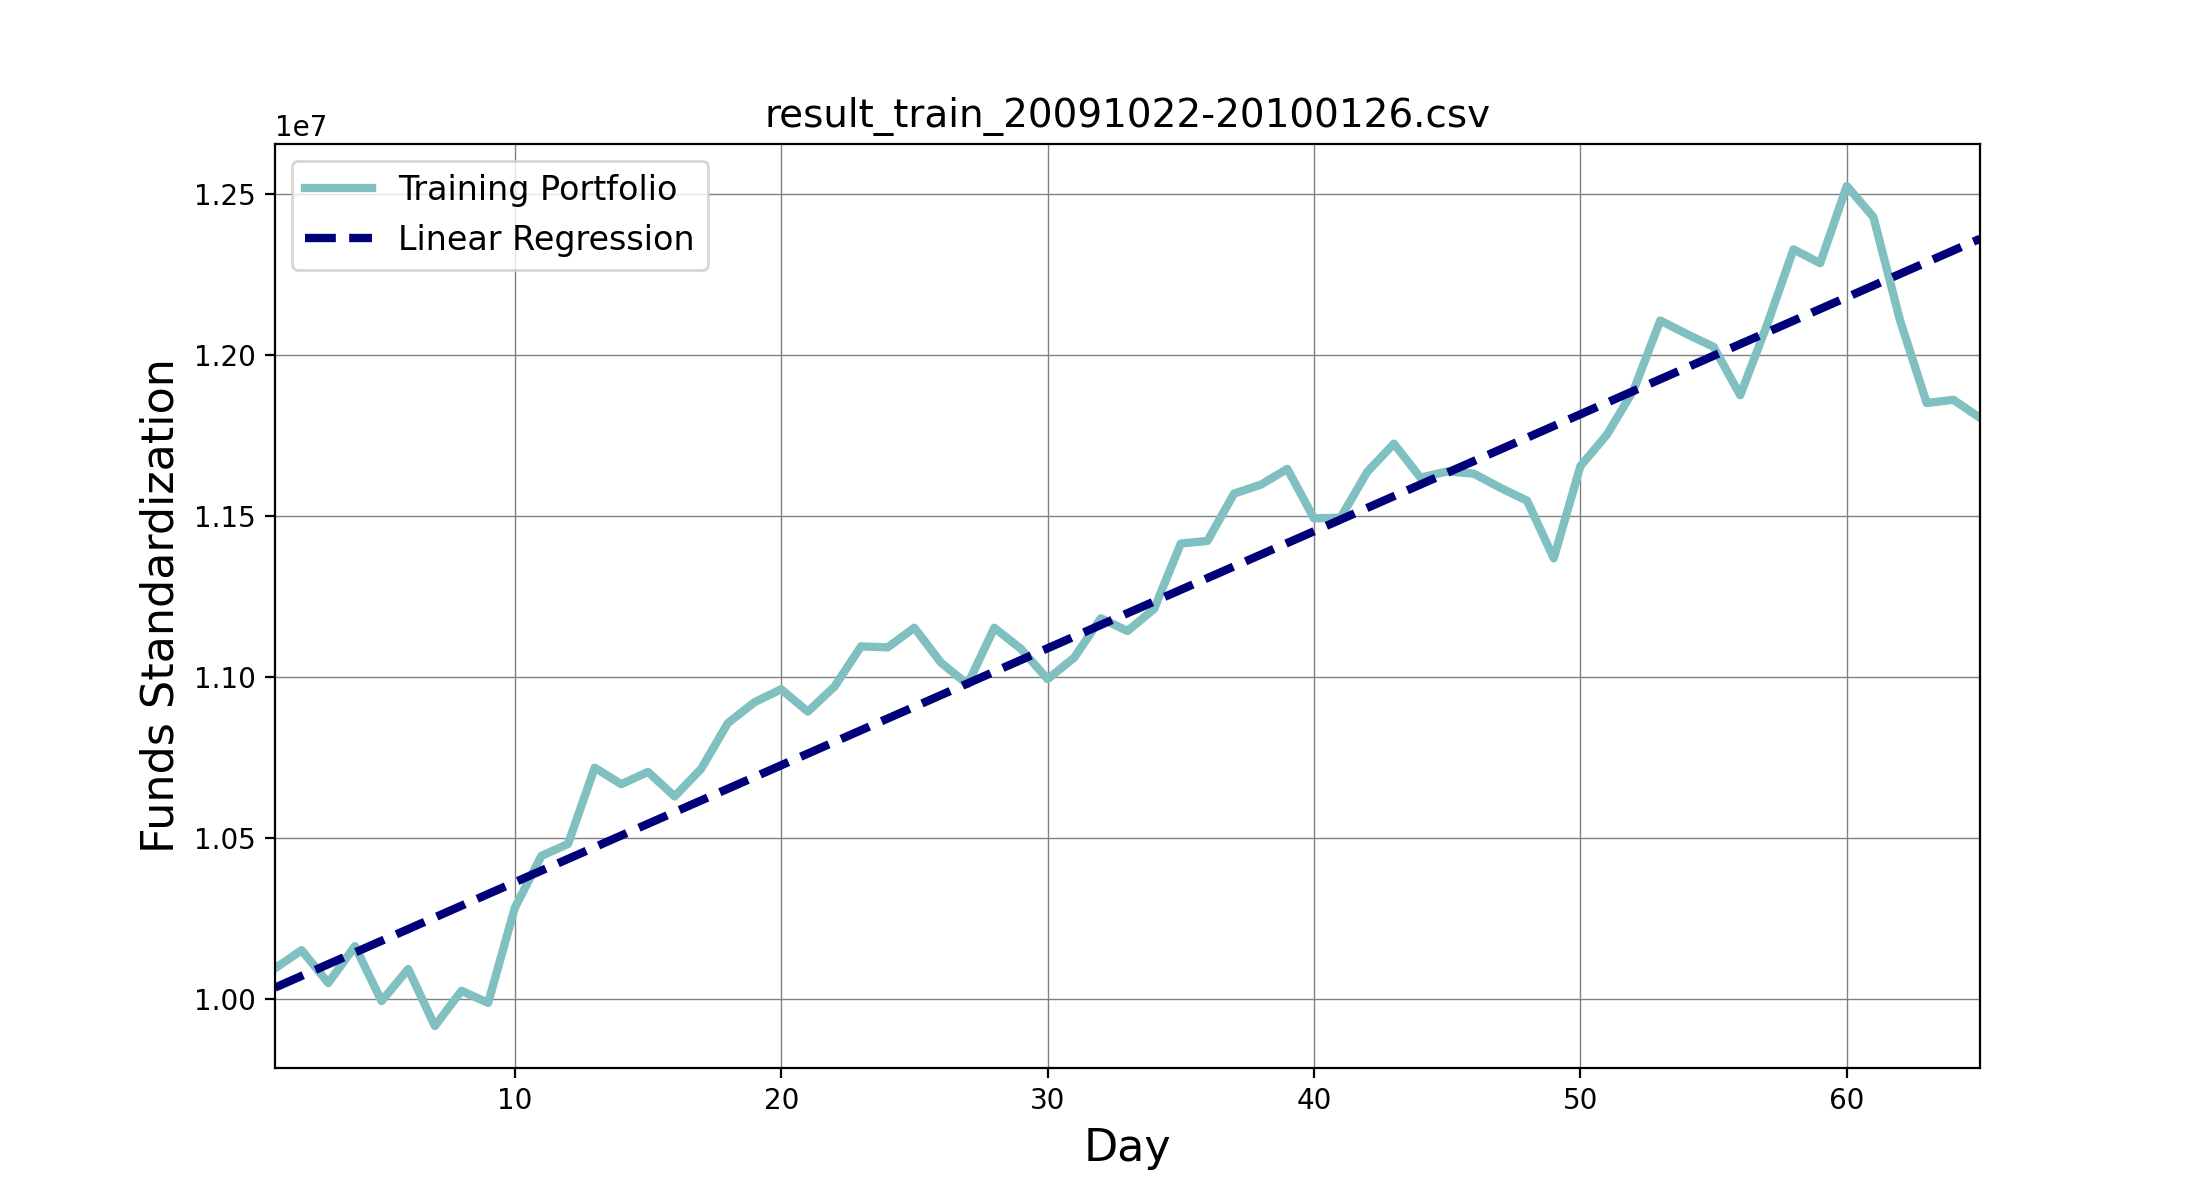 result_train_20091022-20100126.csv
1e7
Training Portfolio
Linear Regression
1.25
1.20
1.15
1.10
1.05
1.00
Funds Standardization
10 20 30 40 50 60
Day